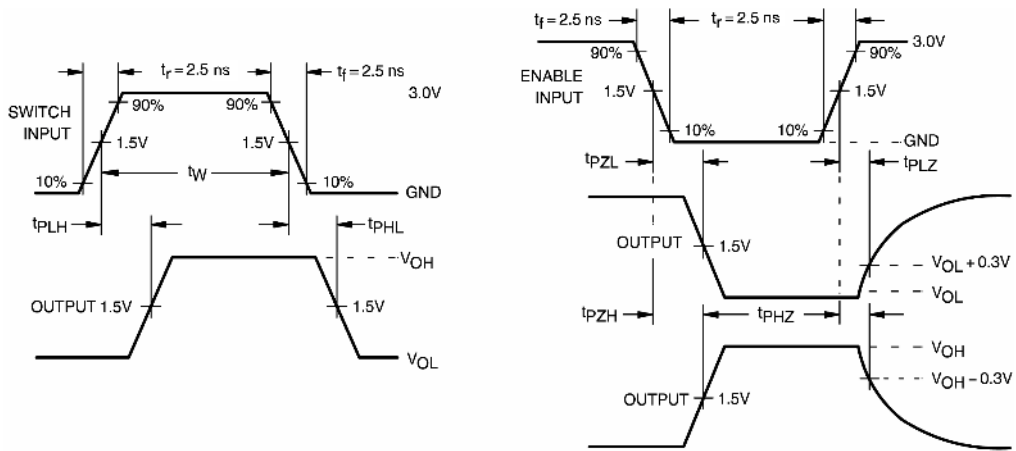 tr = 2.5 ns
tf = 2.5 ns
90%
90%
3.0V
SWITCH
INPUT
1.5V
1.5V
tW
10%
10%
GND
tPLH
tPHL
VOH
OUTPUT 1.5V
1.5V
VOL
tf = 2.5 ns
tr = 2.5 ns
3.0V
90%
90%
ENABLE
INPUT
1.5V
1.5V
10%
10%
GND
tPZL
tPLZ
OUTPUT
1.5V
VOL + 0.3V
VOL
tPZH
tPHZ
VOH
VOH – 0.3V
OUTPUT
1.5V